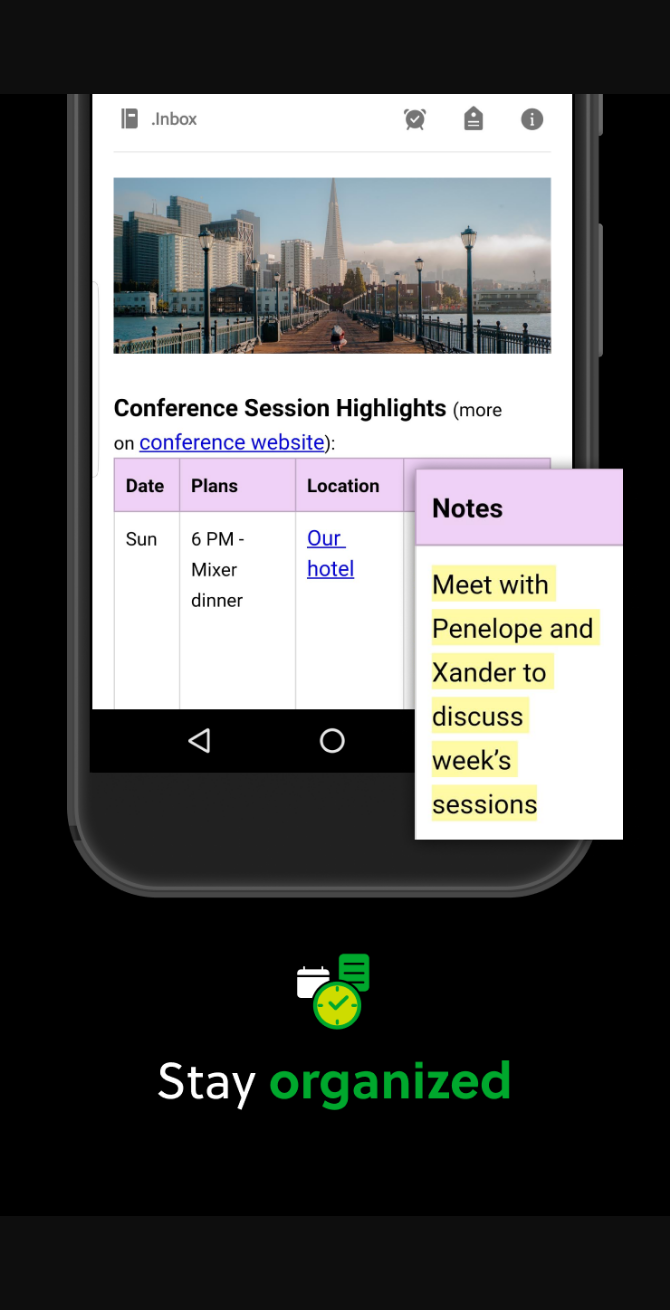 .Inbox
Conference Session Highlights (more
on conference website):
Date Plans Location
Notes
Sun
6 PM -
Mixer
dinner
Our
hotel
Meet with
Penelope and
Xander to
discuss
week’s
sessions
Stay organized